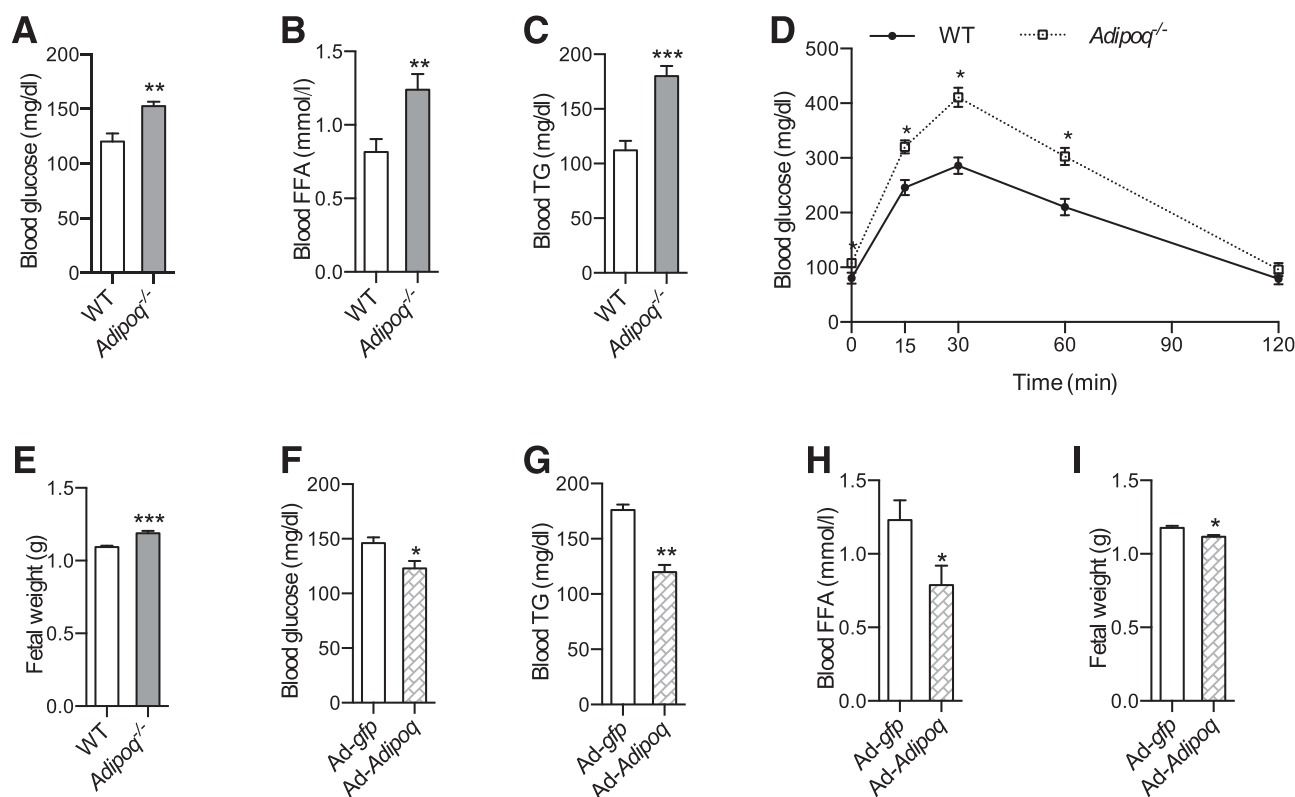 A
Blood glucose (mg/dl)
200
150
100
50
0
**
WT
Adipoq-/-
B
Blood FFA (mmol/l)
1.5
1.0
0.5
0.0
**
WT
Adipoq-/-
C
Blood TG (mg/dl)
200
150
100
50
0
***
WT
Adipoq-/-
D
WT Adipoq-/-
Blood glucose (mg/dl)
500
400
300
200
100
0
* * * *
0 15 30 60 90 120
Time (min)
E
Fetal weight (g)
1.5
1.0
0.5
0.0
***
WT
Adipoq-/-
F
Blood glucose (mg/dl)
200
150
100
50
0
*
Ad-gfp
Ad-Adipoq
G
Blood TG (mg/dl)
200
150
100
50
0
**
Ad-gfp
Ad-Adipoq
H
Blood FFA (mmol/l)
1.5
1.0
0.5
0.0
*
Ad-gfp
Ad-Adipoq
I
Fetal weight (g)
1.5
1.0
0.5
0.0
*
Ad-gfp
Ad-Adipoq